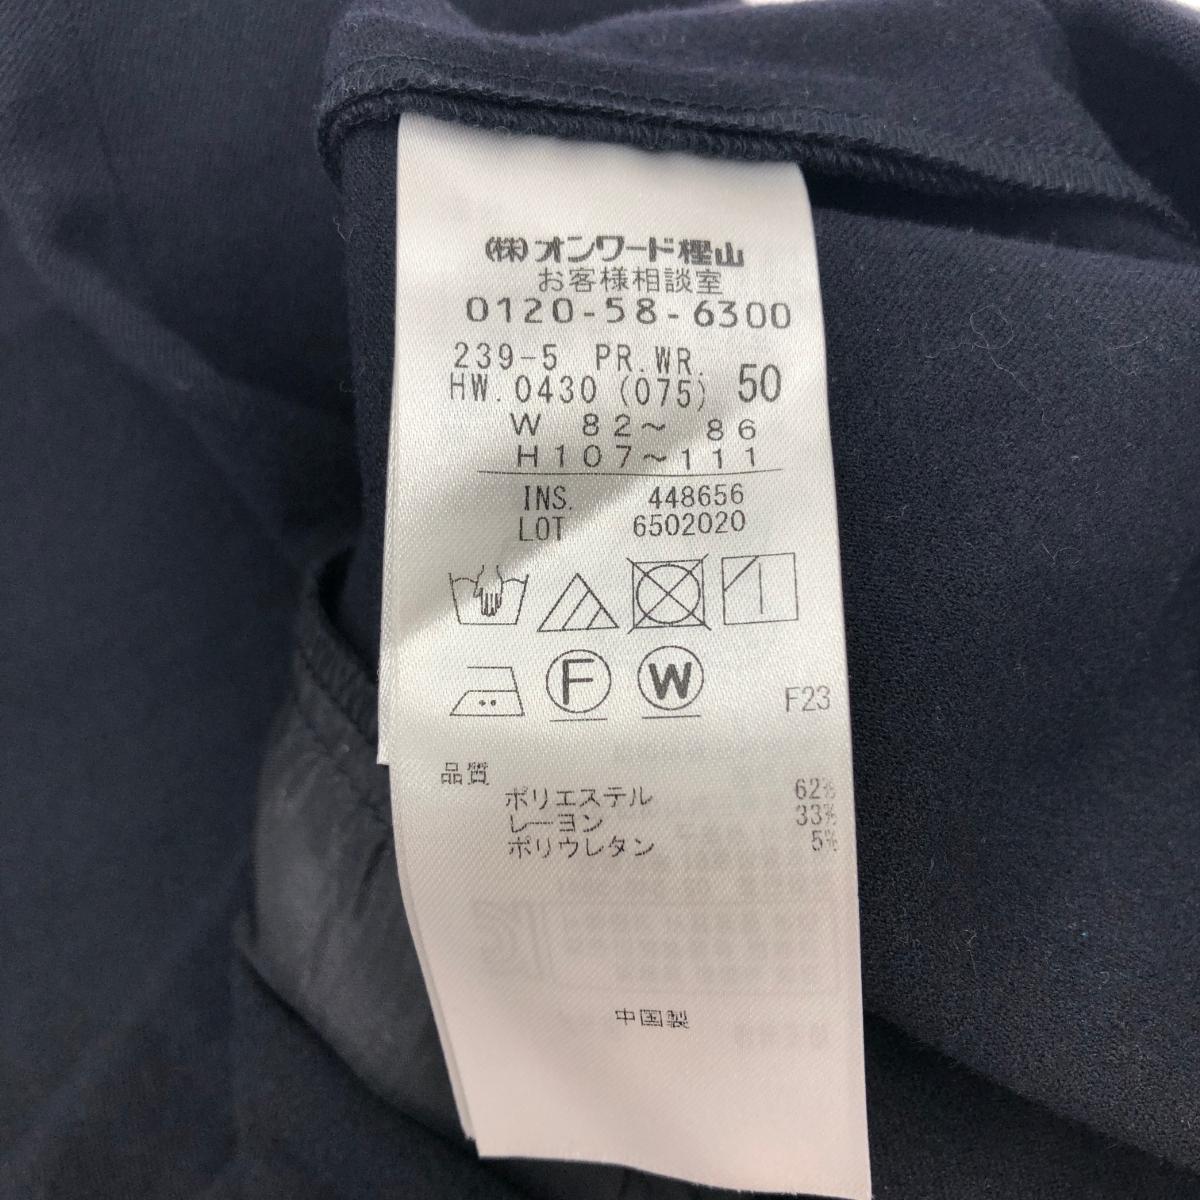 (株)オンワード樫山
お客様相談室
0120-58-6300
239-5 PR.WR.
HW.0430 (075) 50
W 82〜 86
H107〜111
INS. 448656
LOT 6502020
F W
F23
品質
ポリエステル 62%
レーヨン 33%
ポリウレタン 5%
中国製